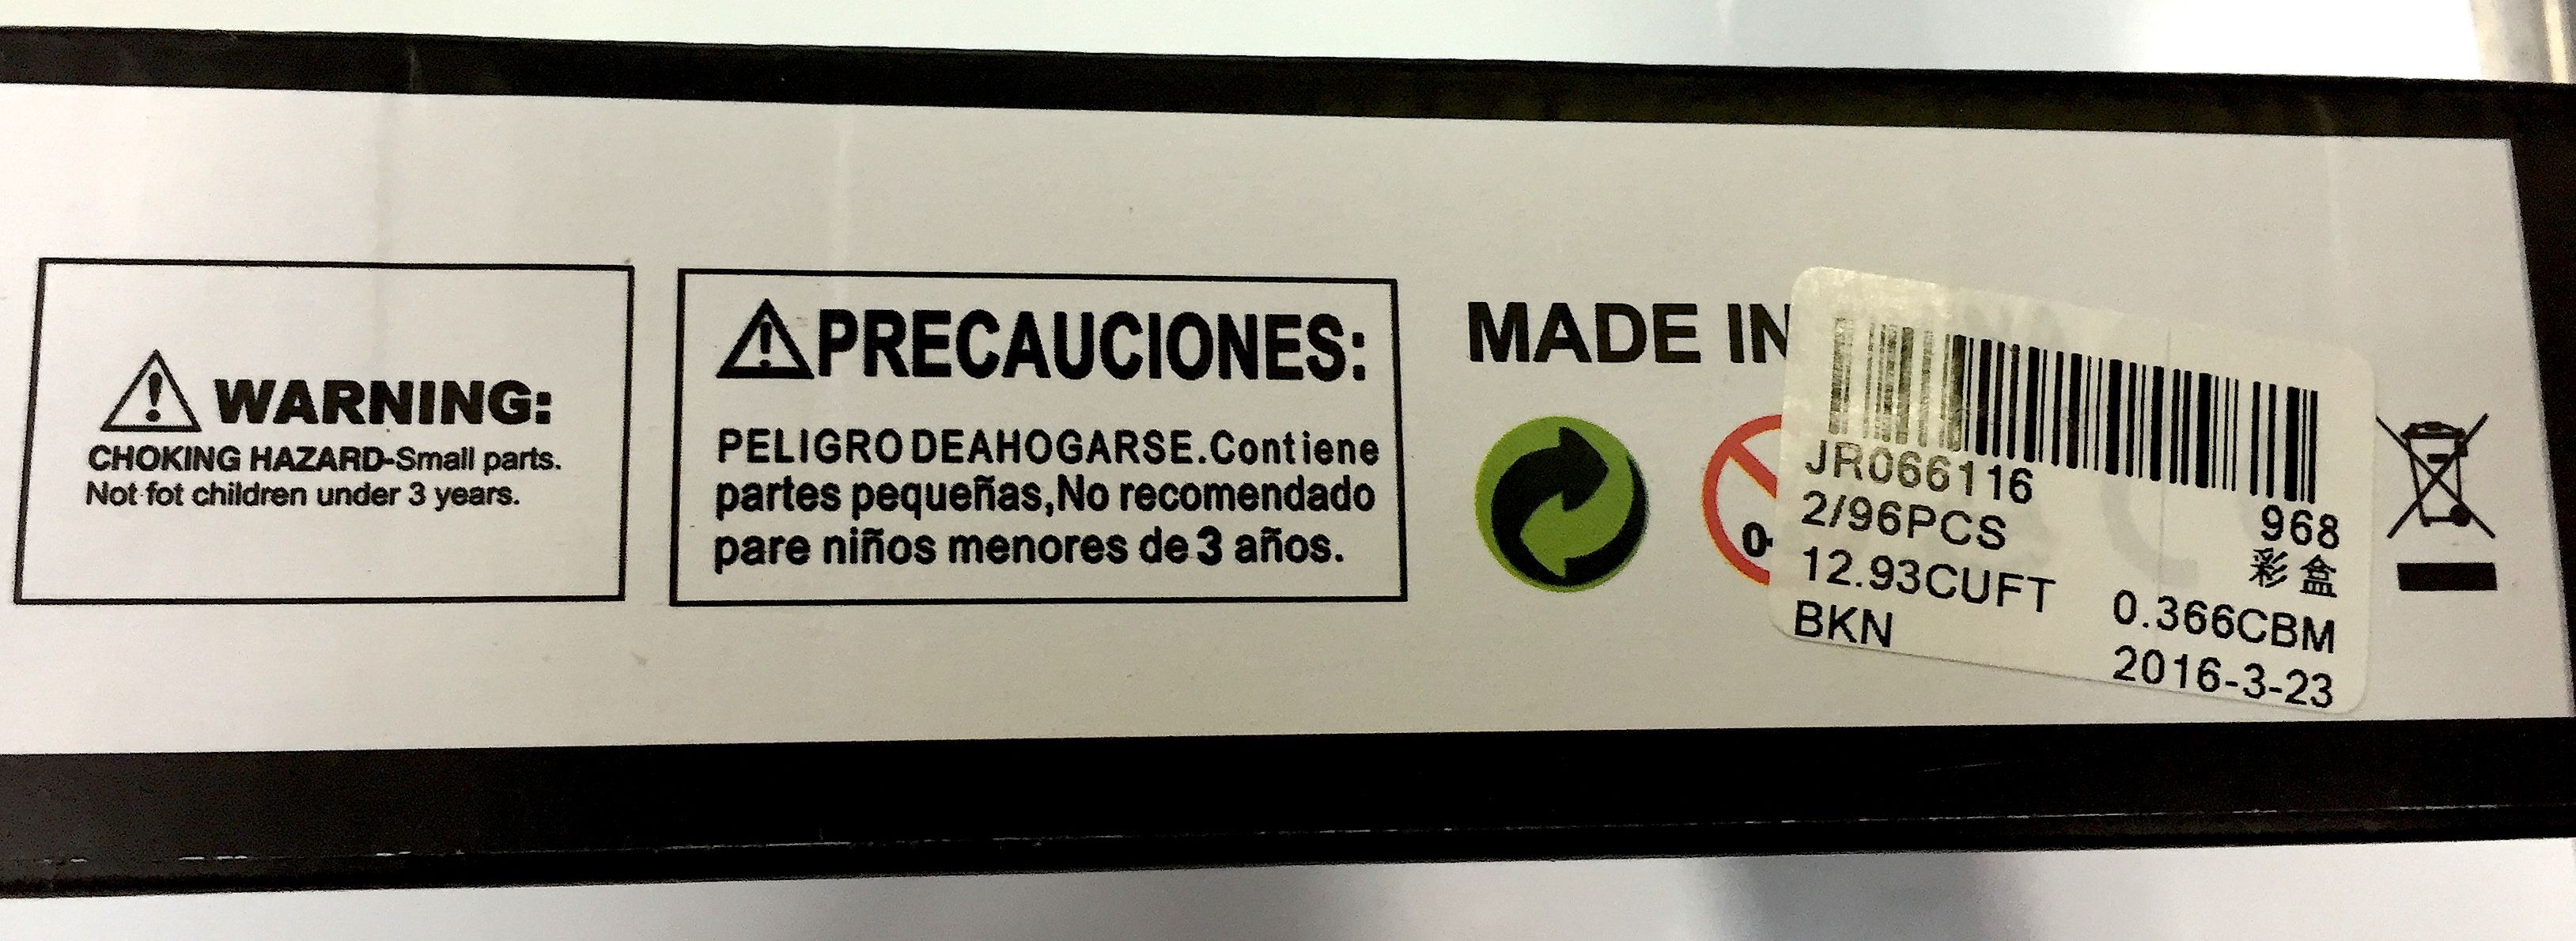 WARNING:
CHOKING HAZARD-Small parts.
Not fot children under 3 years.
PRECAUCIONES:
PELIGRO DEAHOGARSE.Contiene
partes pequeñas,No recomendado
pare niños menores de 3 años.
MADE IN
0-
JR066116
2/96PCS 968
彩盒
12.93CUFT 0.366CBM
BKN 2016-3-23